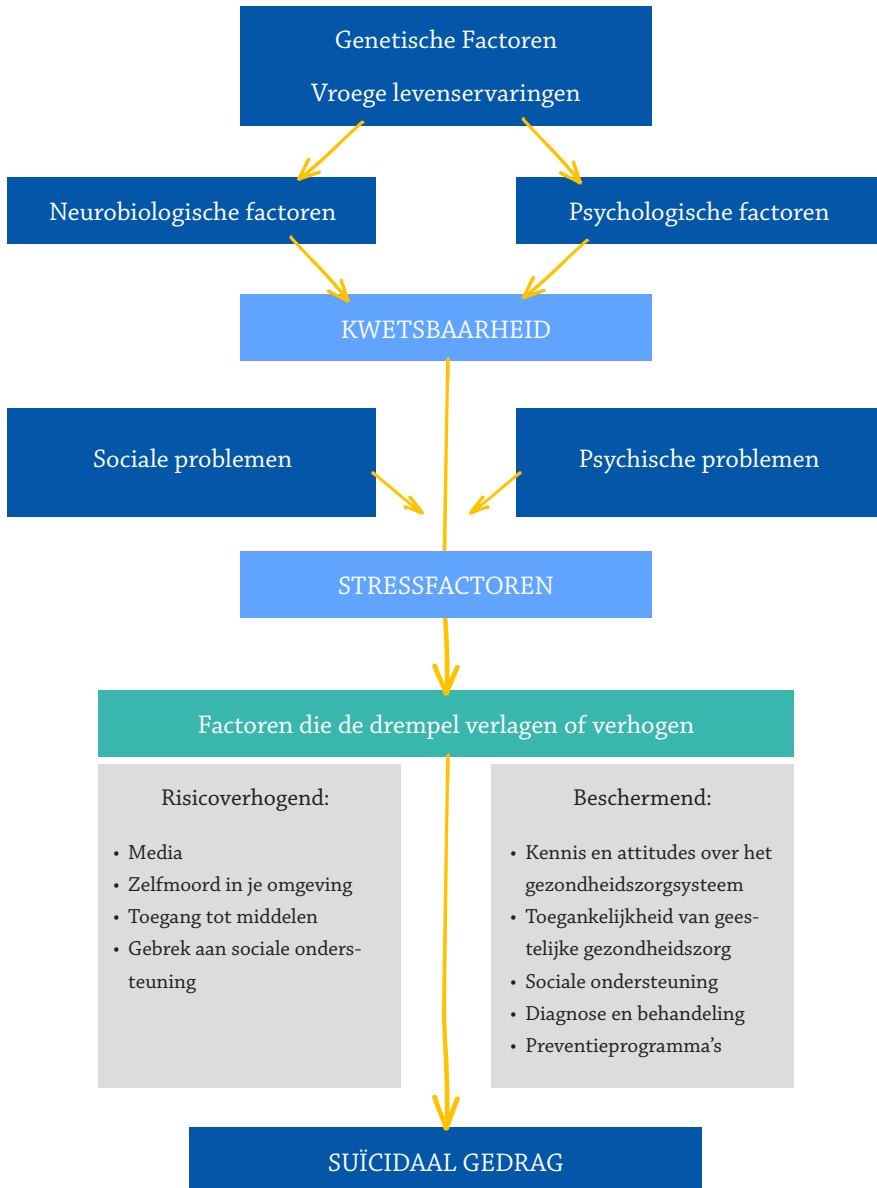 Genetische Factoren
Vroege levenservaringen
Neurobiologische factoren
Psychologische factoren
KWETSBAARHEID
Sociale problemen
Psychische problemen
STRESSFACTOREN
Factoren die de drempel verlagen of verhogen
Risicoverhogend:
• Media
• Zelfmoord in je omgeving
• Toegang tot middelen
• Gebrek aan sociale onders-
teuning
Beschermend:
• Kennis en attitudes over het
gezondheidszorgsysteem
• Toegankelijkheid van gees-
telijke gezondheidszorg
• Sociale ondersteuning
• Diagnose en behandeling
• Preventieprogramma's
SUÏCIDAAL GEDRAG